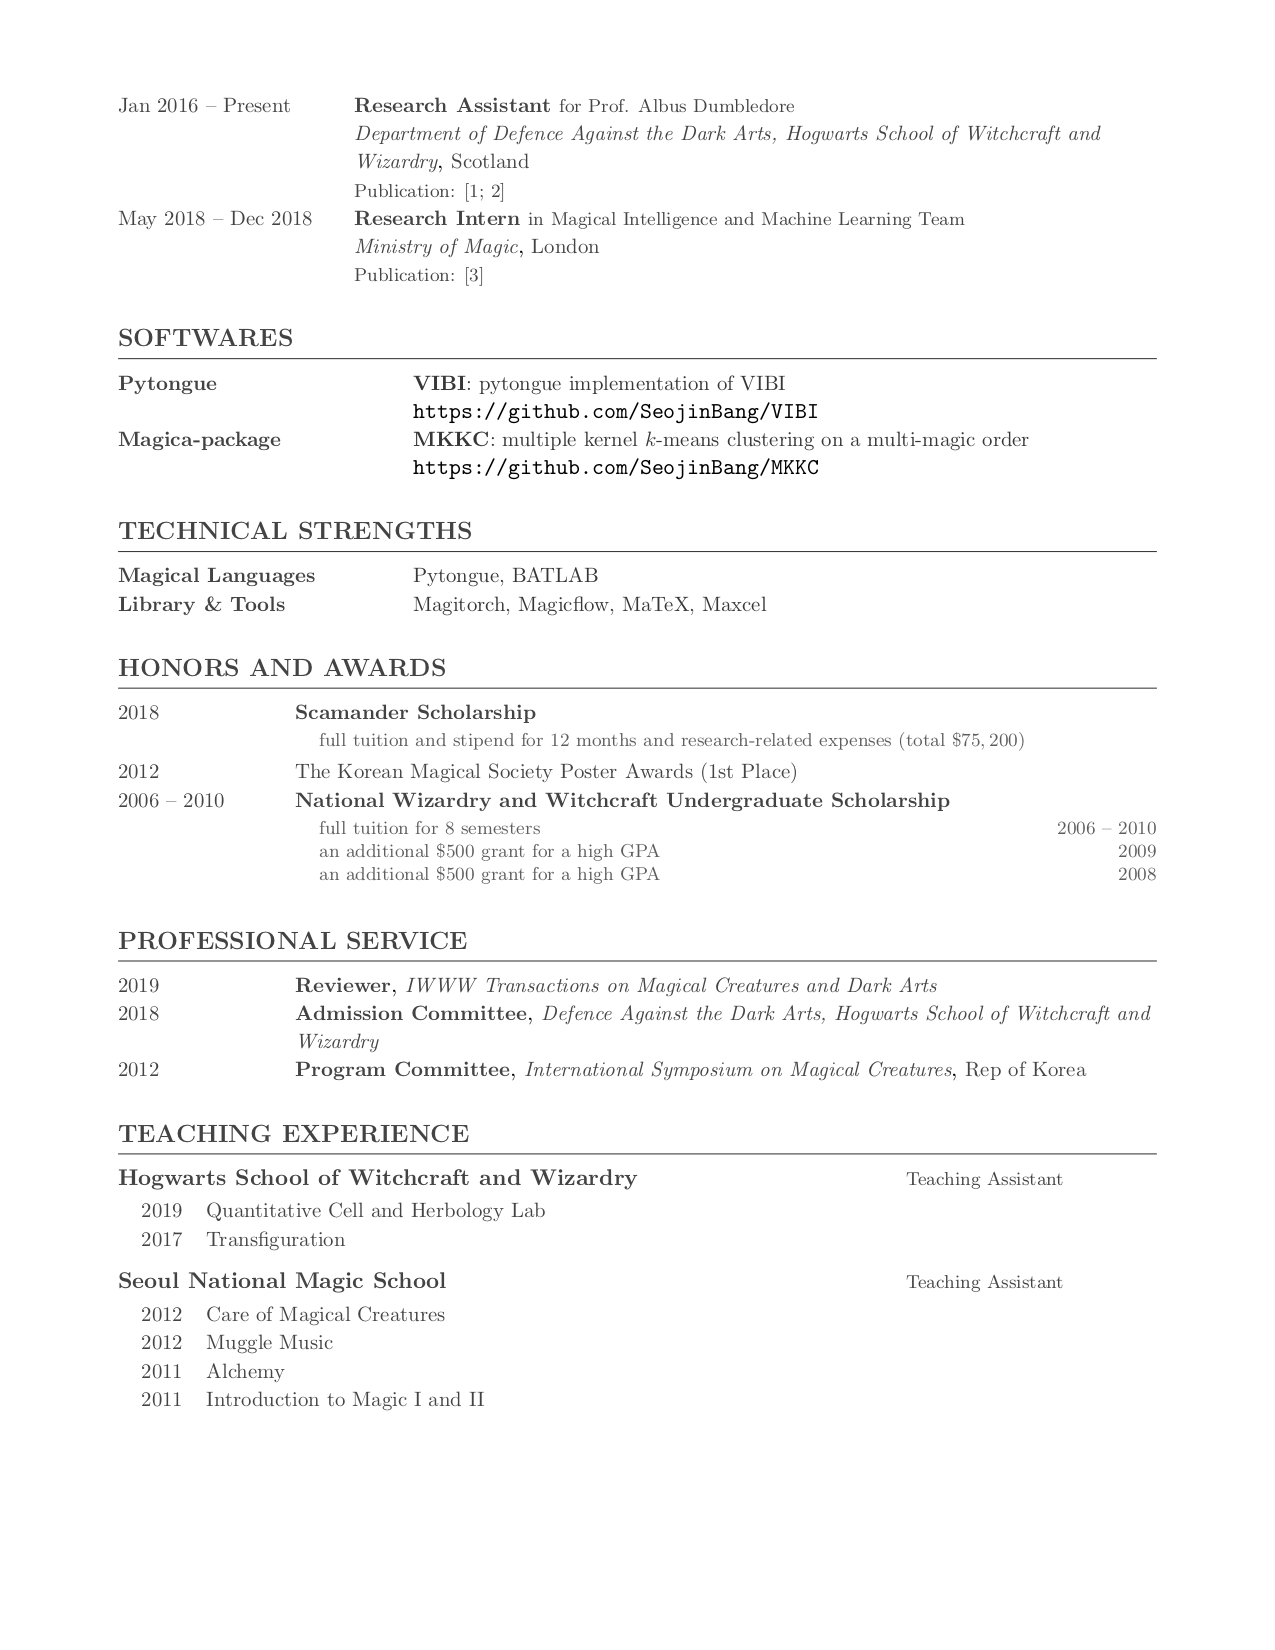 Jan 2016 – Present Research Assistant for Prof. Albus Dumbledore
Department of Defence Against the Dark Arts, Hogwarts School of Witchcraft and
Wizardry, Scotland
Publication: [1; 2]
May 2018 – Dec 2018 Research Intern in Magical Intelligence and Machine Learning Team
Ministry of Magic, London
Publication: [3]
SOFTWARES
Pytongue VIBI: pytongue implementation of VIBI
https://github.com/SeojinBang/VIBI
Magica-package MKKC: multiple kernel k-means clustering on a multi-magic order
https://github.com/SeojinBang/MKKC
TECHNICAL STRENGTHS
Magical Languages Pytongue, BATLAB
Library & Tools Magitorch, Magicflow, MaTeX, Maxcel
HONORS AND AWARDS
2018 Scamander Scholarship
full tuition and stipend for 12 months and research-related expenses (total $75, 200)
2012 The Korean Magical Society Poster Awards (1st Place)
2006 – 2010 National Wizardry and Witchcraft Undergraduate Scholarship
full tuition for 8 semesters 2006 – 2010
an additional $500 grant for a high GPA 2009
an additional $500 grant for a high GPA 2008
PROFESSIONAL SERVICE
2019 Reviewer, IWWW Transactions on Magical Creatures and Dark Arts
2018 Admission Committee, Defence Against the Dark Arts, Hogwarts School of Witchcraft and
Wizardry
2012 Program Committee, International Symposium on Magical Creatures, Rep of Korea
TEACHING EXPERIENCE
Hogwarts School of Witchcraft and Wizardry Teaching Assistant
2019 Quantitative Cell and Herbology Lab
2017 Transfiguration
Seoul National Magic School Teaching Assistant
2012 Care of Magical Creatures
2012 Muggle Music
2011 Alchemy
2011 Introduction to Magic I and II